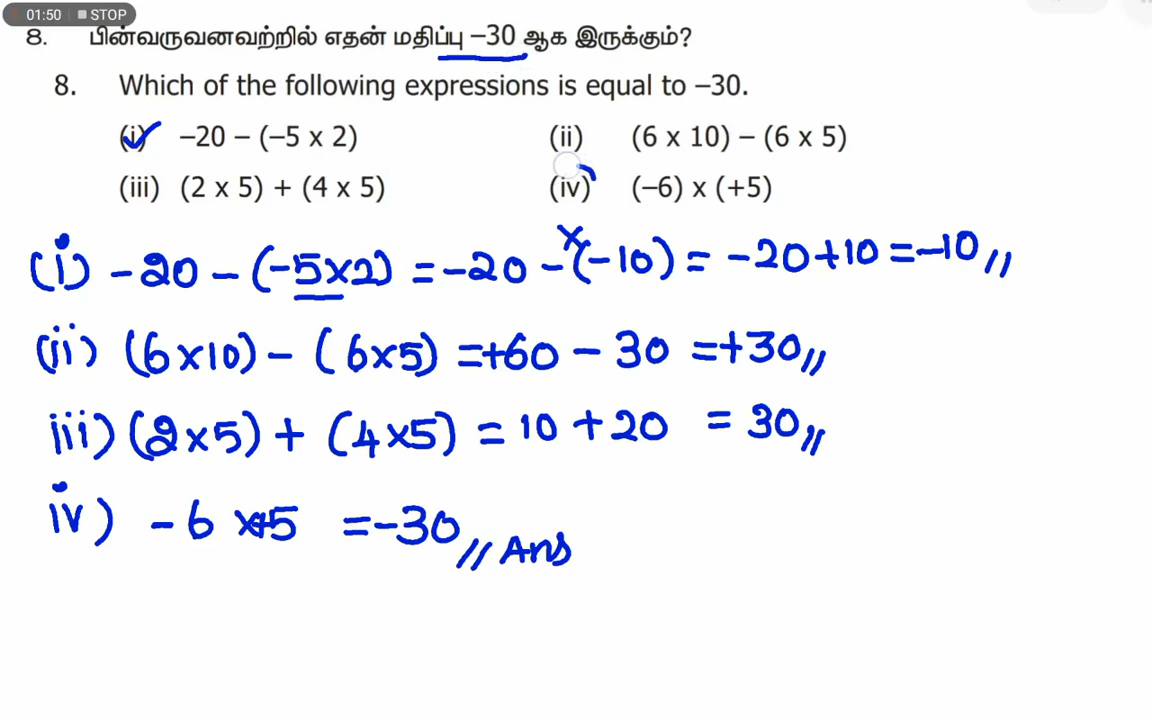 01:50 STOP
8. பின்வருவனவற்றில் எதன் மதிப்பு –30 ஆக இருக்கும்?
8. Which of the following expressions is equal to –30.
(i) –20 – (–5 x 2) (ii) (6 x 10) – (6 x 5)
(iii) (2 x 5) + (4 x 5) (iv) (–6) x (+5)
(i) -20 - (-5x2) = -20 - (-10) = -20+10 = -10 //
(ii) (6x10) - (6x5) = +60 - 30 = +30 //
iii) (2x5) + (4x5) = 10 + 20 = 30 //
iv) -6 x +5 = -30 // Ans